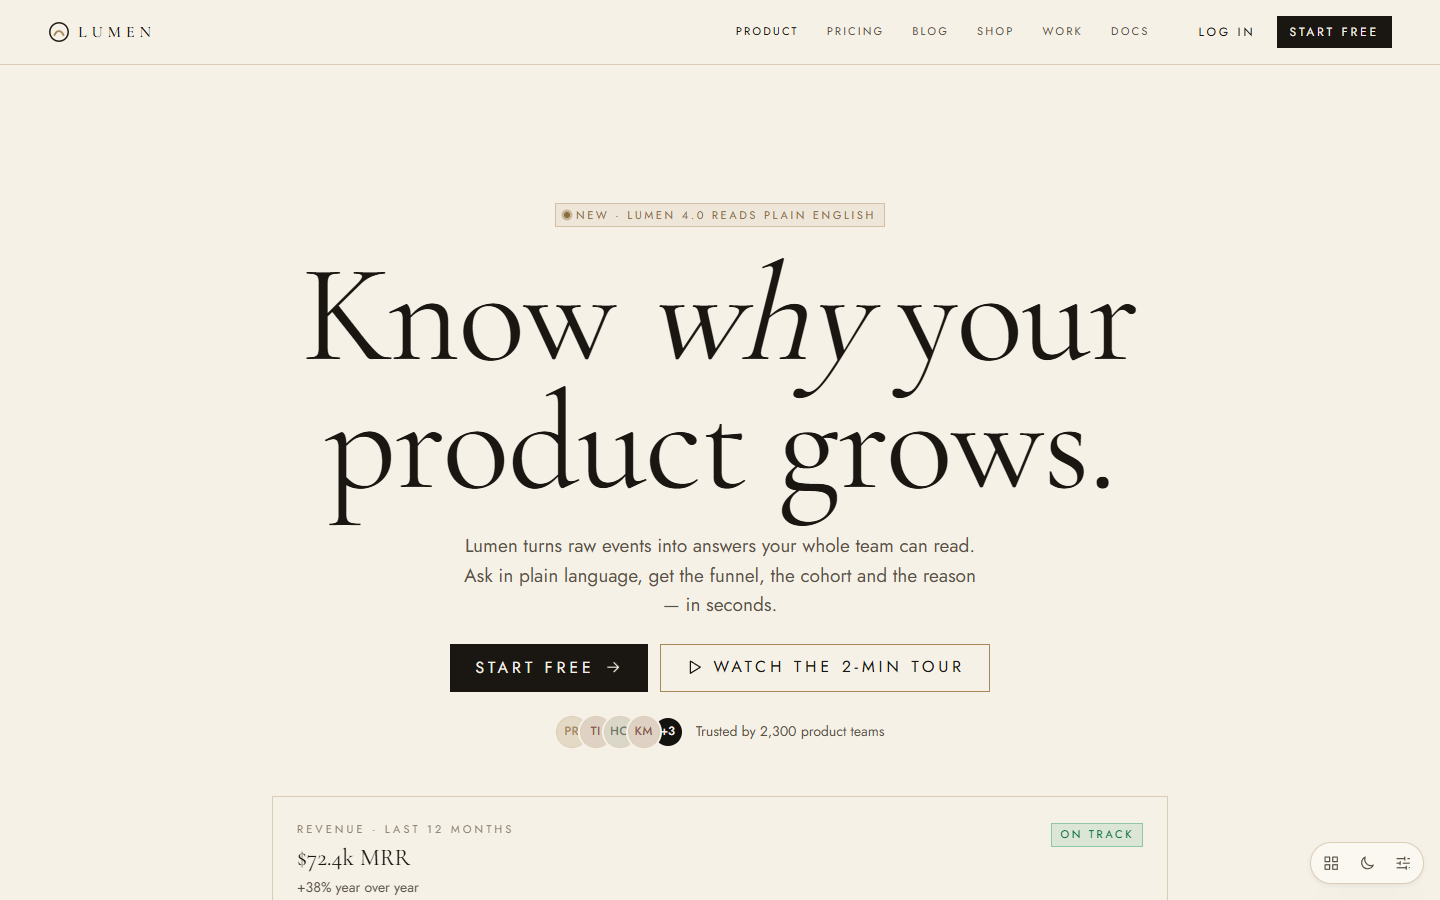 LUMEN
PRODUCT PRICING BLOG SHOP WORK DOCS LOG IN START FREE
NEW · LUMEN 4.0 READS PLAIN ENGLISH
Know why your
product grows.
Lumen turns raw events into answers your whole team can read.
Ask in plain language, get the funnel, the cohort and the reason
— in seconds.
START FREE → WATCH THE 2-MIN TOUR
PR TI HC KM +3 Trusted by 2,300 product teams
REVENUE · LAST 12 MONTHS
ON TRACK
$72.4k MRR
+38% year over year